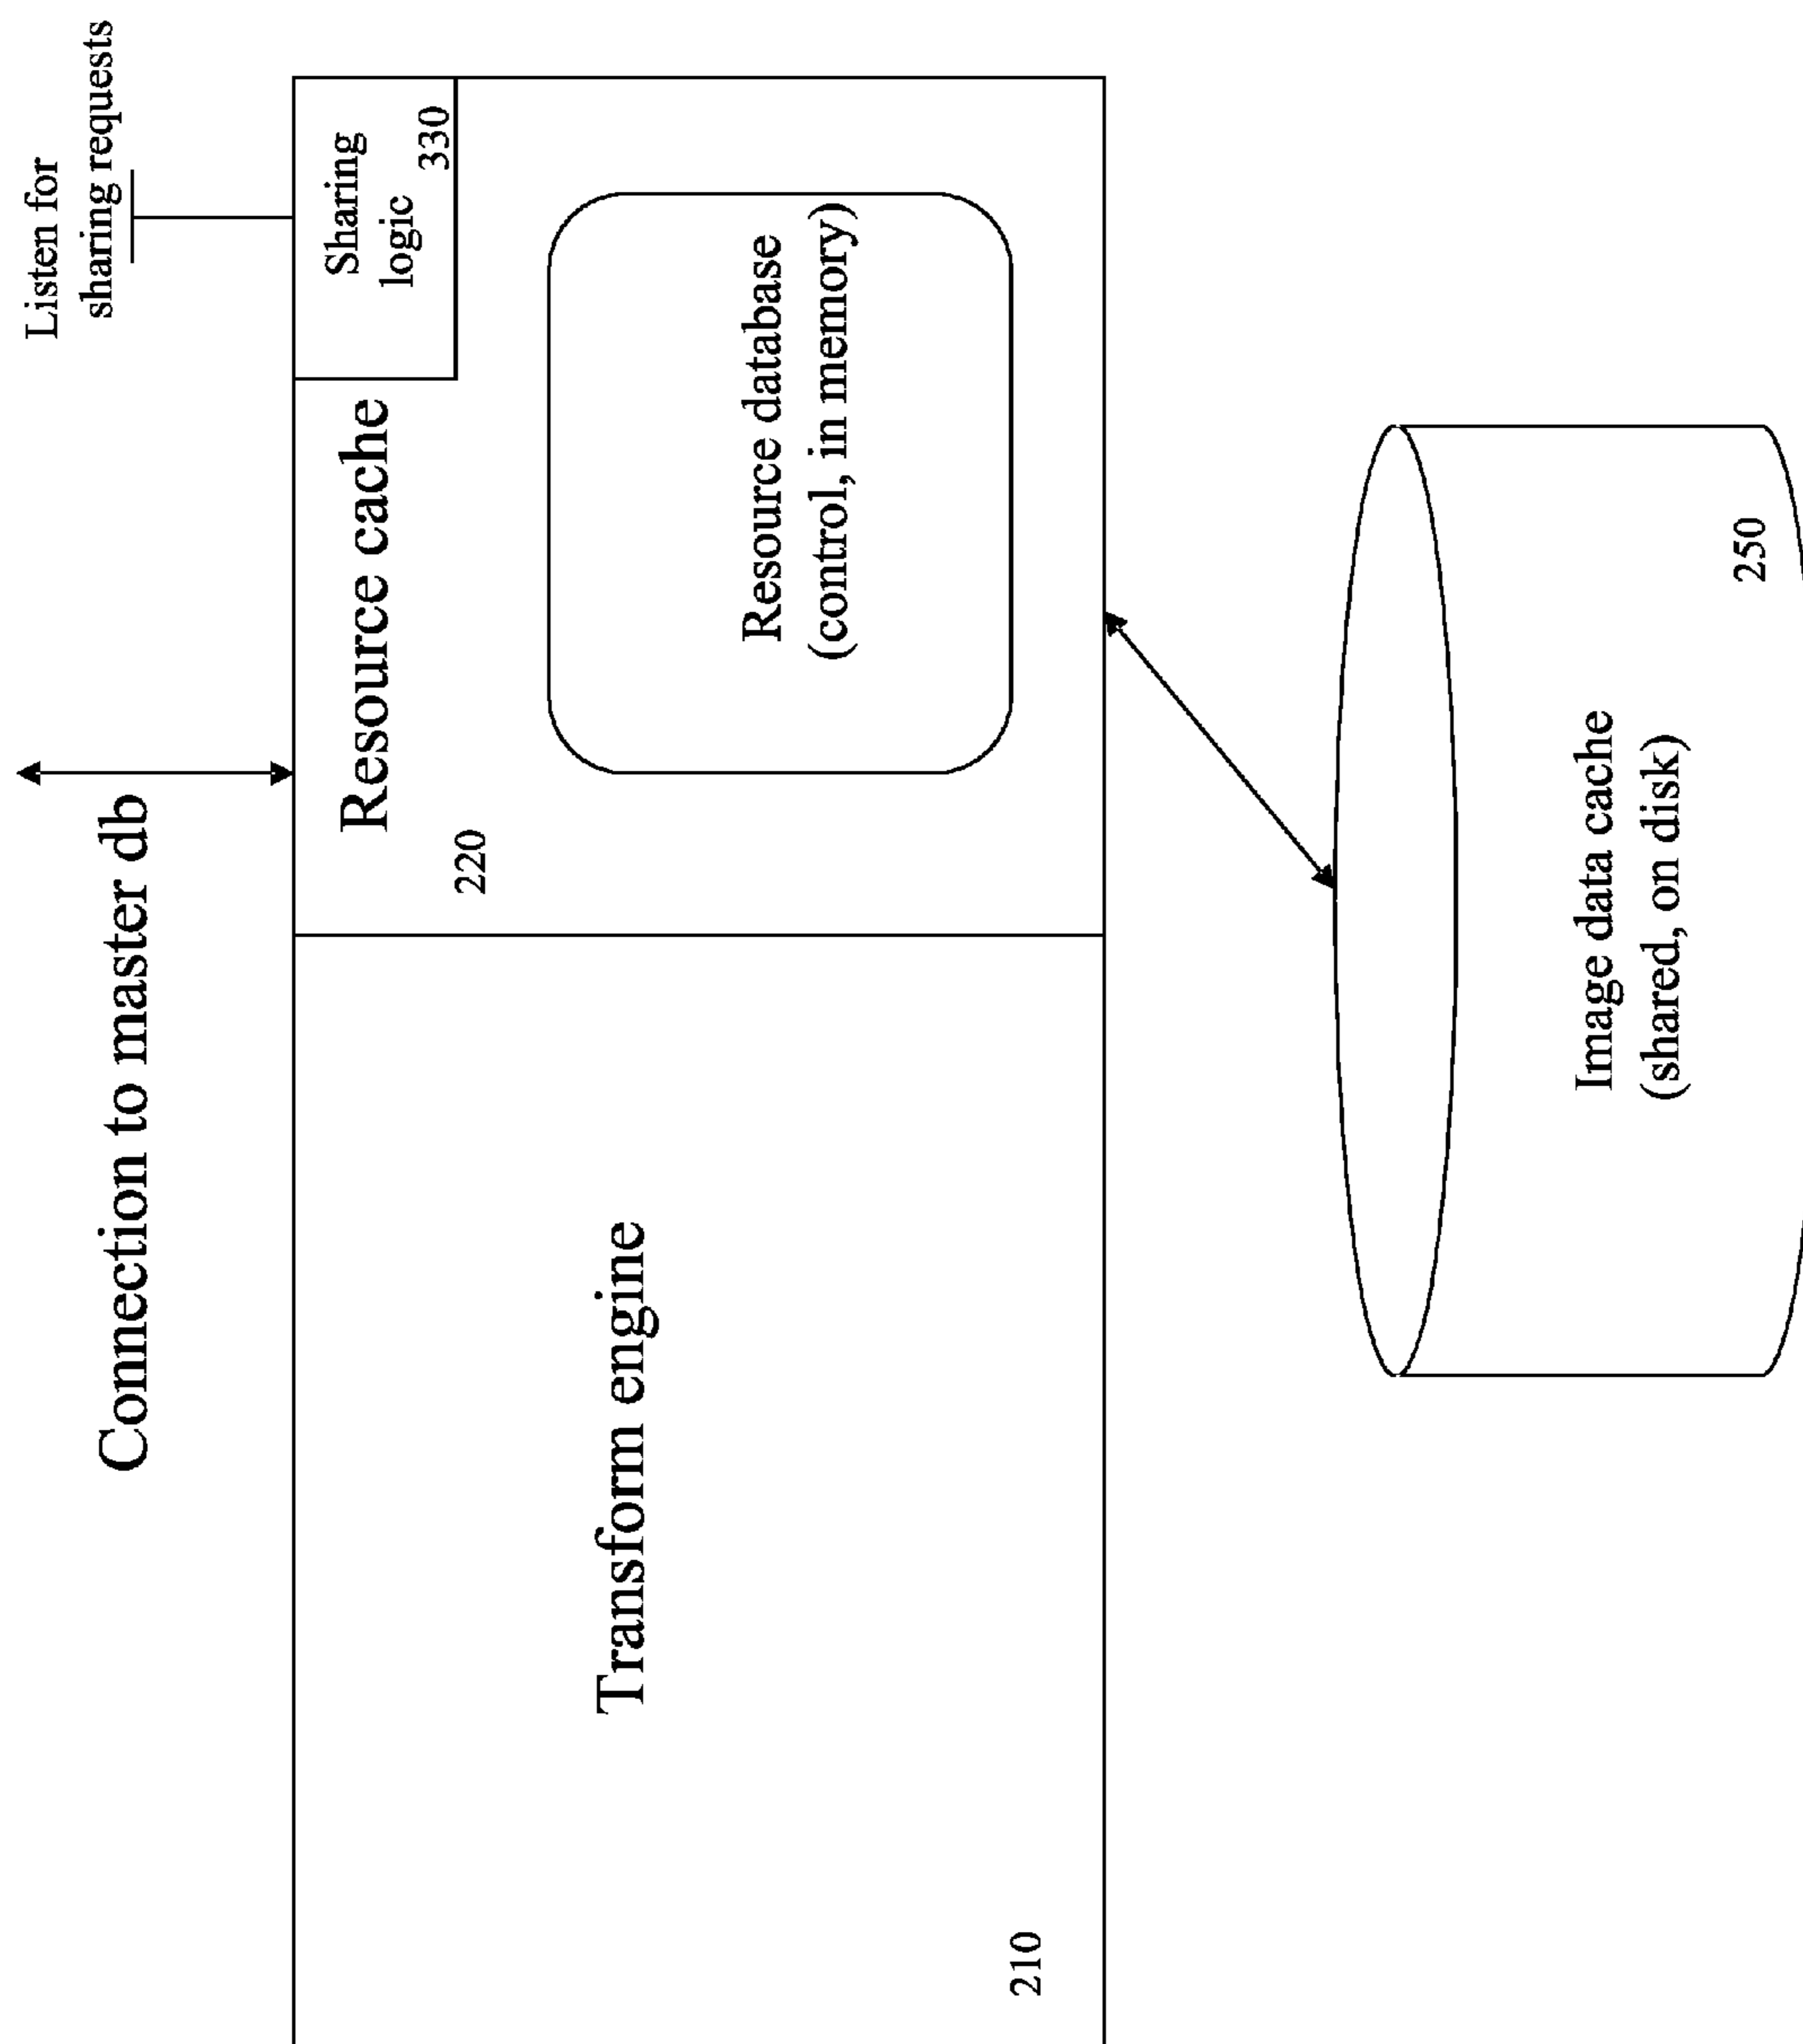 Connection to master db
Listen for
sharing requests
Transform engine
210
Resource cache
220
Sharing
logic
330
Resource database
(control, in memory)
Image data cache
(shared, on disk)
250